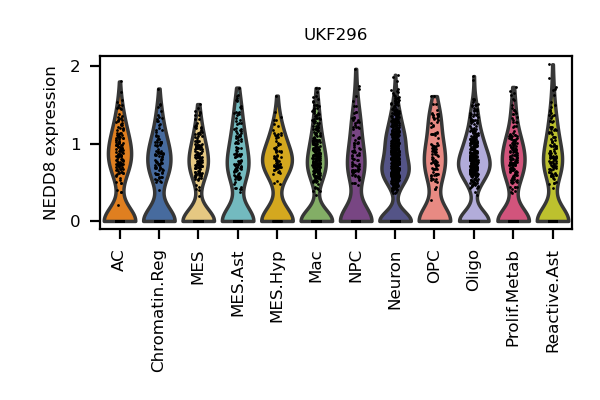 UKF296
NEDD8 expression
2
1
0
AC
Chromatin.Reg
MES
MES.Ast
MES.Hyp
Mac
NPC
Neuron
OPC
Oligo
Prolif.Metab
Reactive.Ast